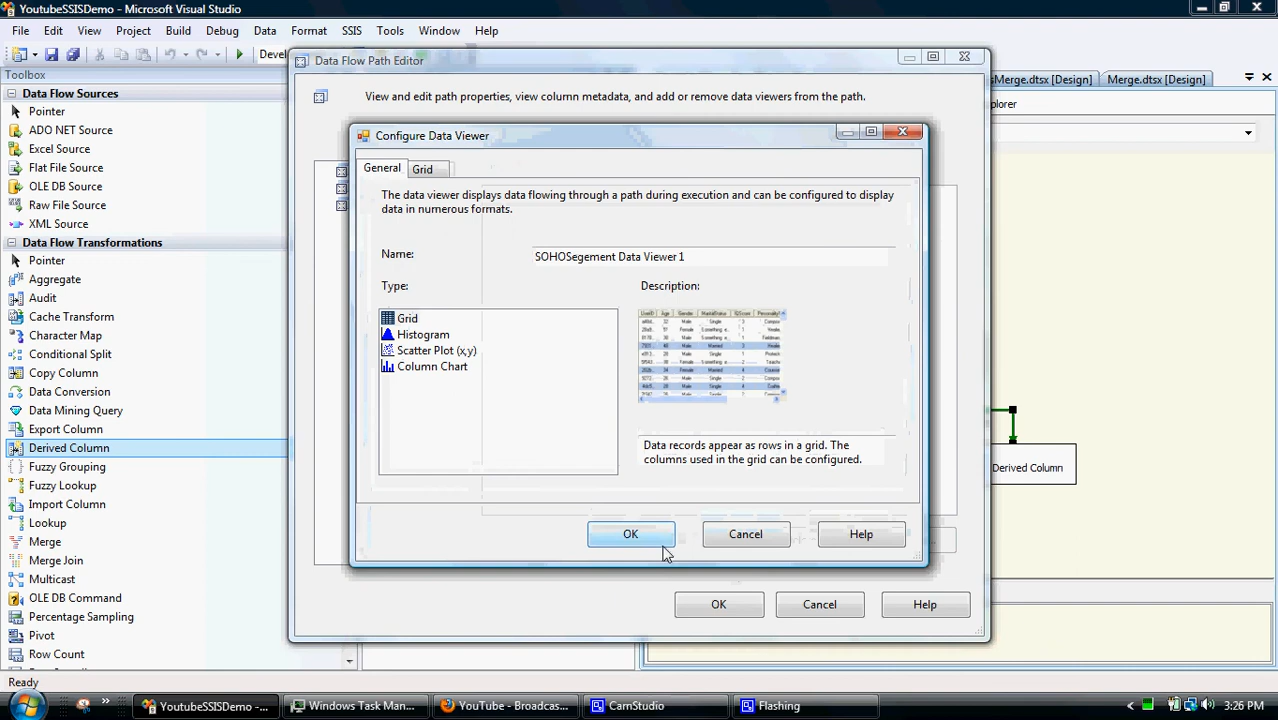 YoutubeSSISDemo - Microsoft Visual Studio
File Edit View Project Build Debug Data Format SSIS Tools Window Help
Devel
Toolbox
Data Flow Sources
Pointer
ADO NET Source
Excel Source
Flat File Source
OLE DB Source
Raw File Source
XML Source
Data Flow Transformations
Pointer
Aggregate
Audit
Cache Transform
Character Map
Conditional Split
Copy Column
Data Conversion
Data Mining Query
Derived Column
Export Column
Fuzzy Grouping
Fuzzy Lookup
Import Column
Lookup
Merge
Merge Join
Multicast
OLE DB Command
Percentage Sampling
Pivot
Row Count
Data Flow Path Editor
View and edit path properties, view column metadata, and add or remove data viewers from the path.
Configure Data Viewer
General Grid
The data viewer displays data flowing through a path during execution and can be configured to display
data in numerous formats.
Name: SOHOSegement Data Viewer 1
Type: Description:
Grid
Histogram
Scatter Plot (x,y)
Column Chart
Data records appear as rows in a grid. The
columns used in the grid can be configured.
OK Cancel Help
OK Cancel Help
sMerge.dtsx [Design] Merge.dtsx [Design]
plorer
Derived Column
Ready
YoutubeSSISDemo -...
Windows Task Man...
YouTube - Broadcas...
CamStudio
Flashing
3:26 PM